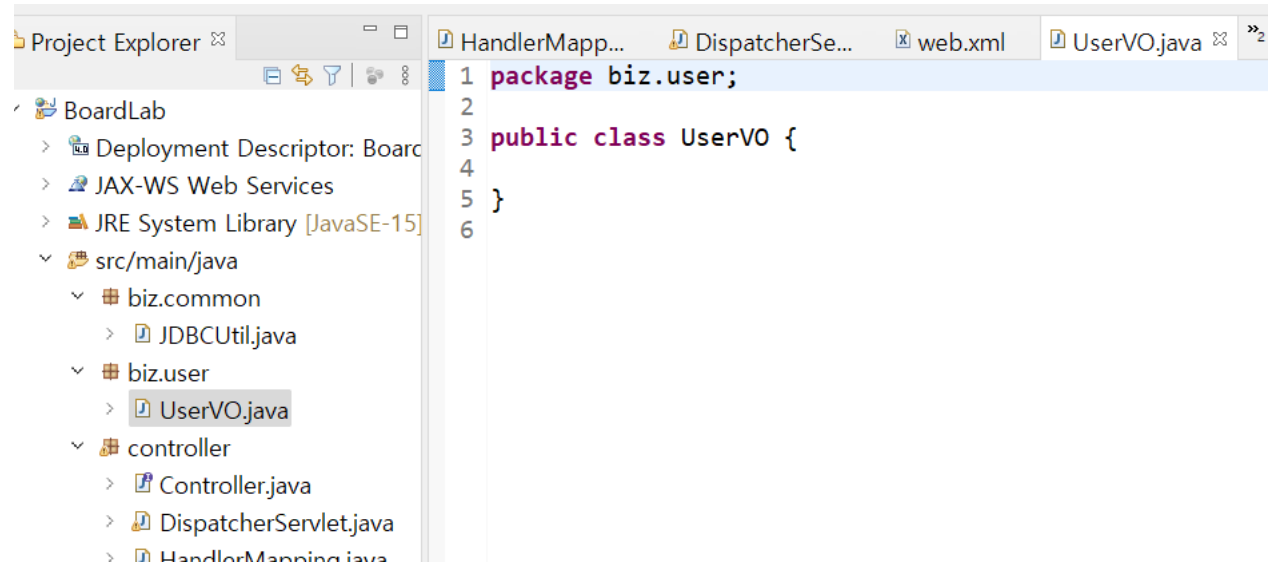 Project Explorer
BoardLab
Deployment Descriptor: Board
JAX-WS Web Services
JRE System Library [JavaSE-15]
src/main/java
biz.common
JDBCUtil.java
biz.user
UserVO.java
controller
Controller.java
DispatcherServlet.java
HandlerMapping.java
HandlerMapp... DispatcherSe... web.xml UserVO.java »2
1 package biz.user;
2
3 public class UserVO {
4
5 }
6